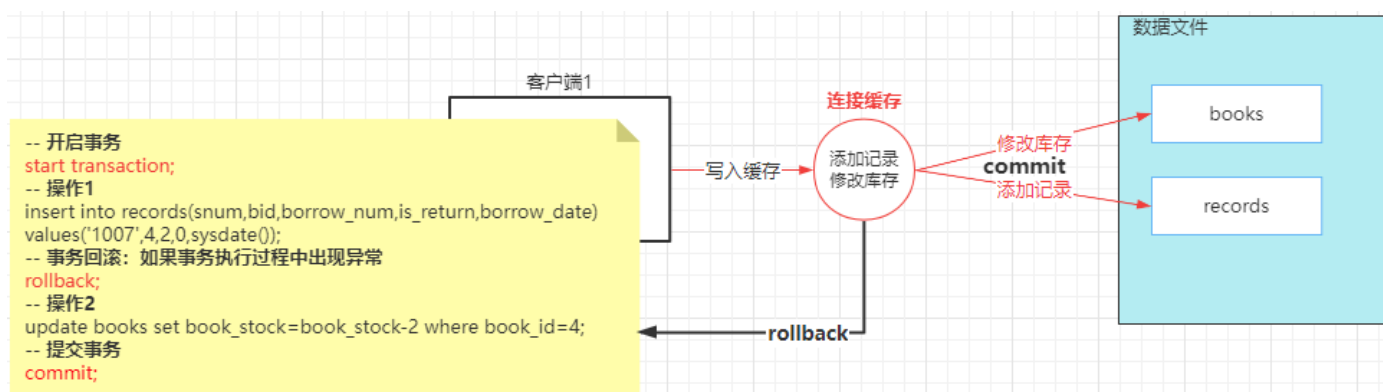 数据文件
客户端1
连接缓存
books
-- 开启事务
start transaction;
-- 操作1
insert into records(snum,bid,borrow_num,is_return,borrow_date)
values('1007',4,2,0,sysdate());
-- 事务回滚：如果事务执行过程中出现异常
rollback;
-- 操作2
update books set book_stock=book_stock-2 where book_id=4;
-- 提交事务
commit;
写入缓存
添加记录
修改库存
修改库存
commit
添加记录
records
rollback